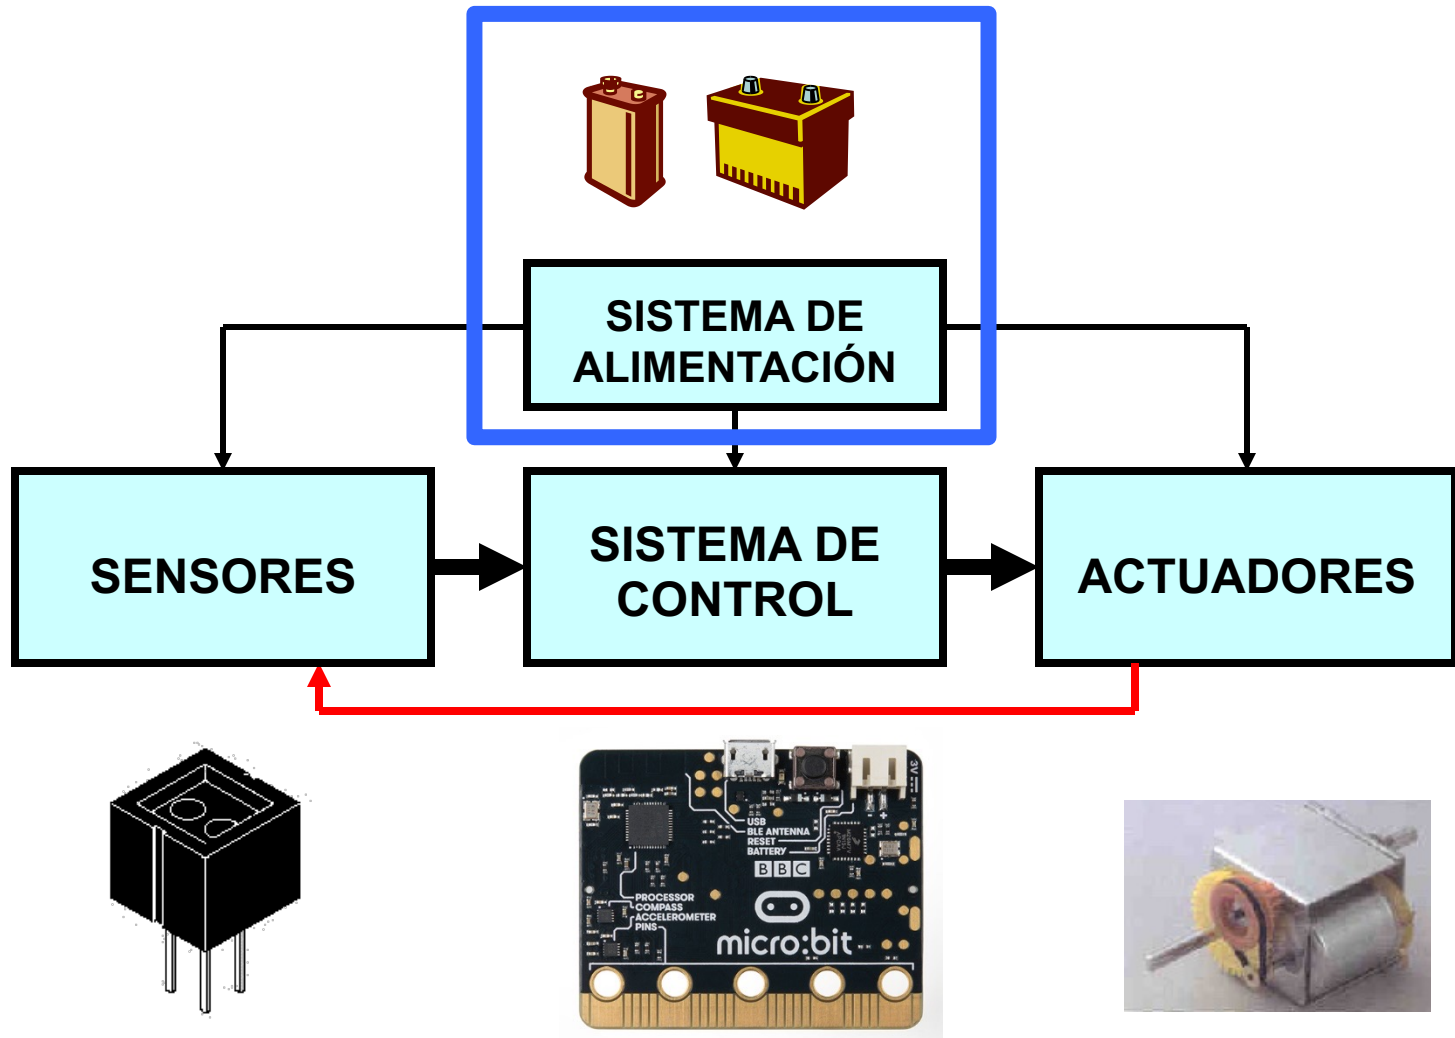 SISTEMA DE
ALIMENTACIÓN
SENSORES
SISTEMA DE
CONTROL
ACTUADORES
3V
USB
BLE ANTENNA
RESET
BATTERY
BBC
PROCESSOR
COMPASS
ACCELEROMETER
PINS
micro:bit